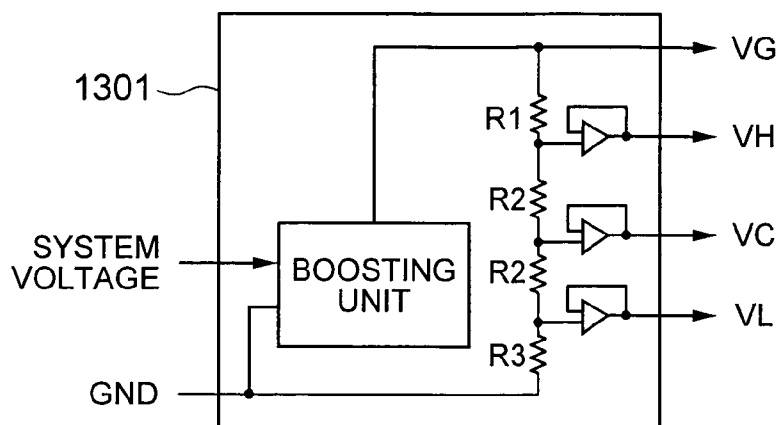 VG
1301
R1
VH
R2
SYSTEM
VOLTAGE
BOOSTING
UNIT
VC
R2
VL
R3
GND